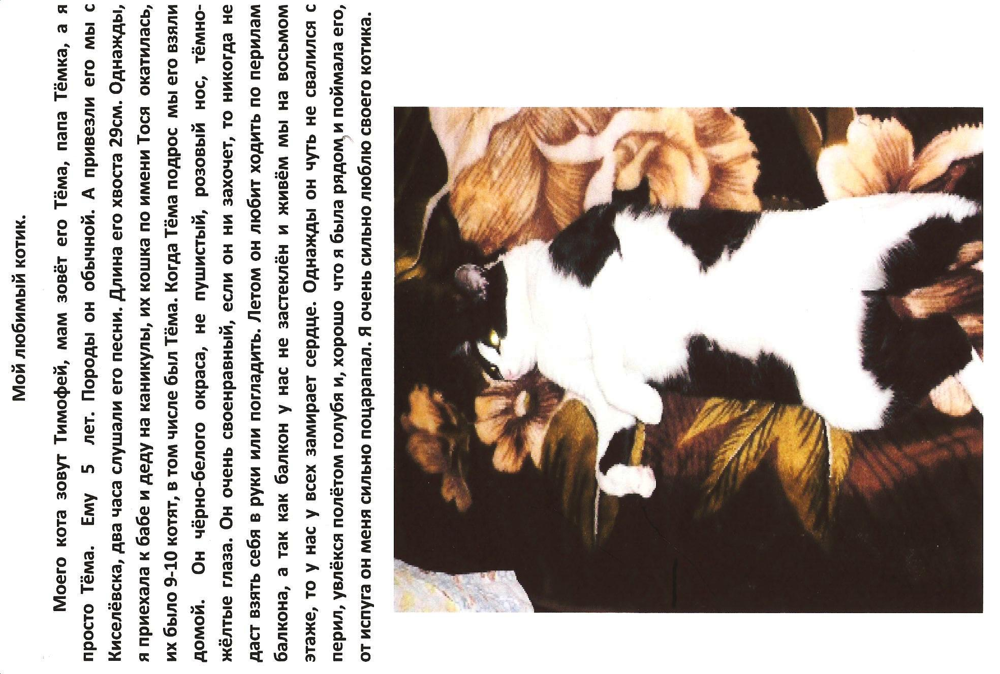 Мой любимый котик.
Моего кота зовут Тимофей, мам зовёт его Тёма, папа Тёмка, а я
просто Тёма. Ему 5 лет. Породы он обычной. А привезли его мы с
Киселёвска, два часа слушали его песни. Длина его хвоста 29см. Однажды,
я приехала к бабе и деду на каникулы, их кошка по имени Тося окатилась,
их было 9-10 котят, в том числе был Тёма. Когда Тёма подрос мы его взяли
домой. Он чёрно-белого окраса, не пушистый, розовый нос, тёмно-
жёлтые глаза. Он очень своенравный, если он ни захочет, то никогда не
даст взять себя в руки или погладить. Летом он любит ходить по перилам
балкона, а так как балкон у нас не застеклён и живём мы на восьмом
этаже, то у нас у всех замирает сердце. Однажды он чуть не свалился с
перил, увлёкся полётом голубя и, хорошо что я была рядом, и поймала его,
от испуга он меня сильно поцарапал. Я очень сильно люблю своего котика.